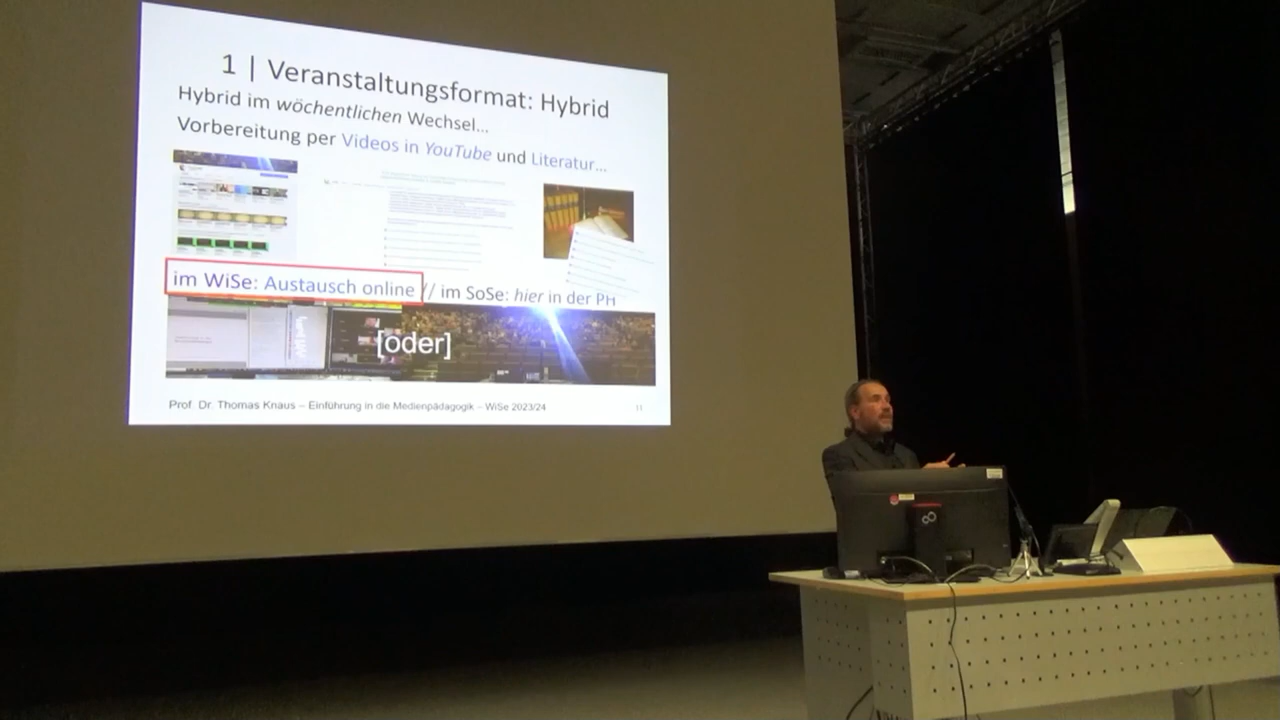 1 | Veranstaltungsformat: Hybrid
Hybrid im wöchentlichen Wechsel...
Vorbereitung per Videos in YouTube und Literatur...
im WiSe: Austausch online // im SoSe: hier in der PH
[oder]
Prof. Dr. Thomas Knaus – Einführung in die Medienpädagogik – WiSe 2023/24
11